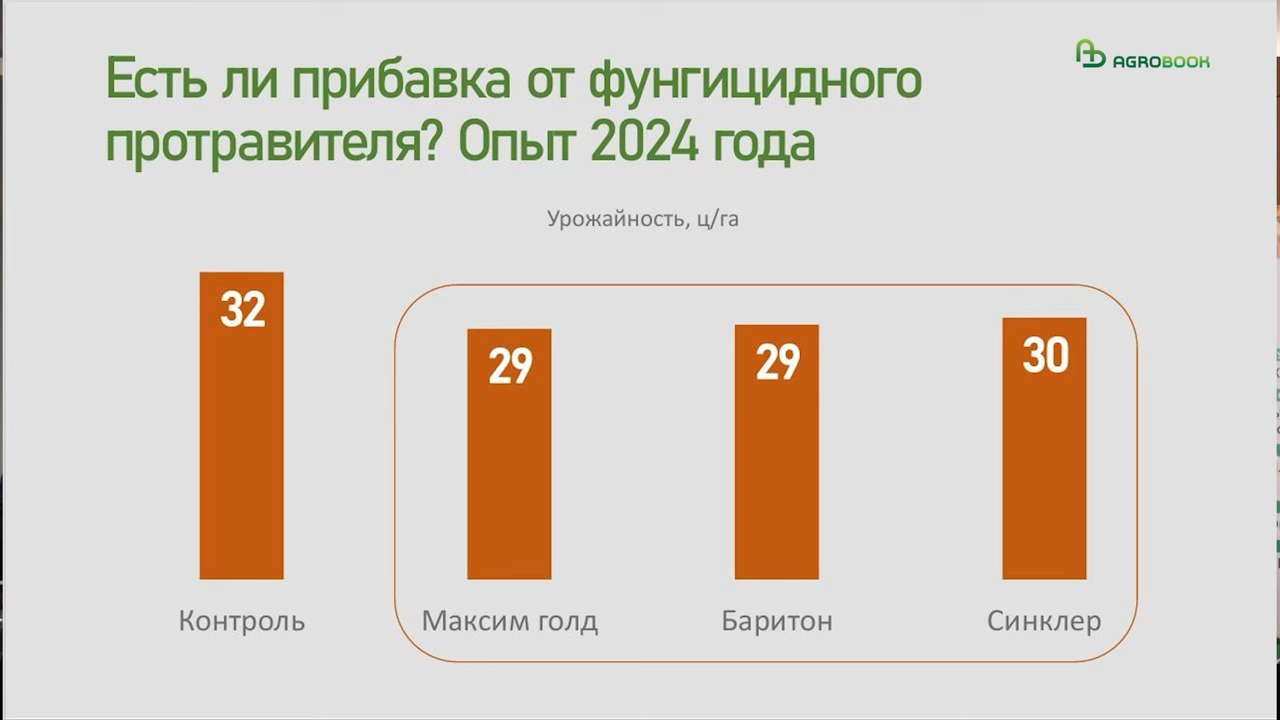 Есть ли прибавка от фунгицидного
протравителя? Опыт 2024 года
AGROBOOK
Урожайность, ц/га
32
29
29
30
Контроль
Максим голд
Баритон
Синклер